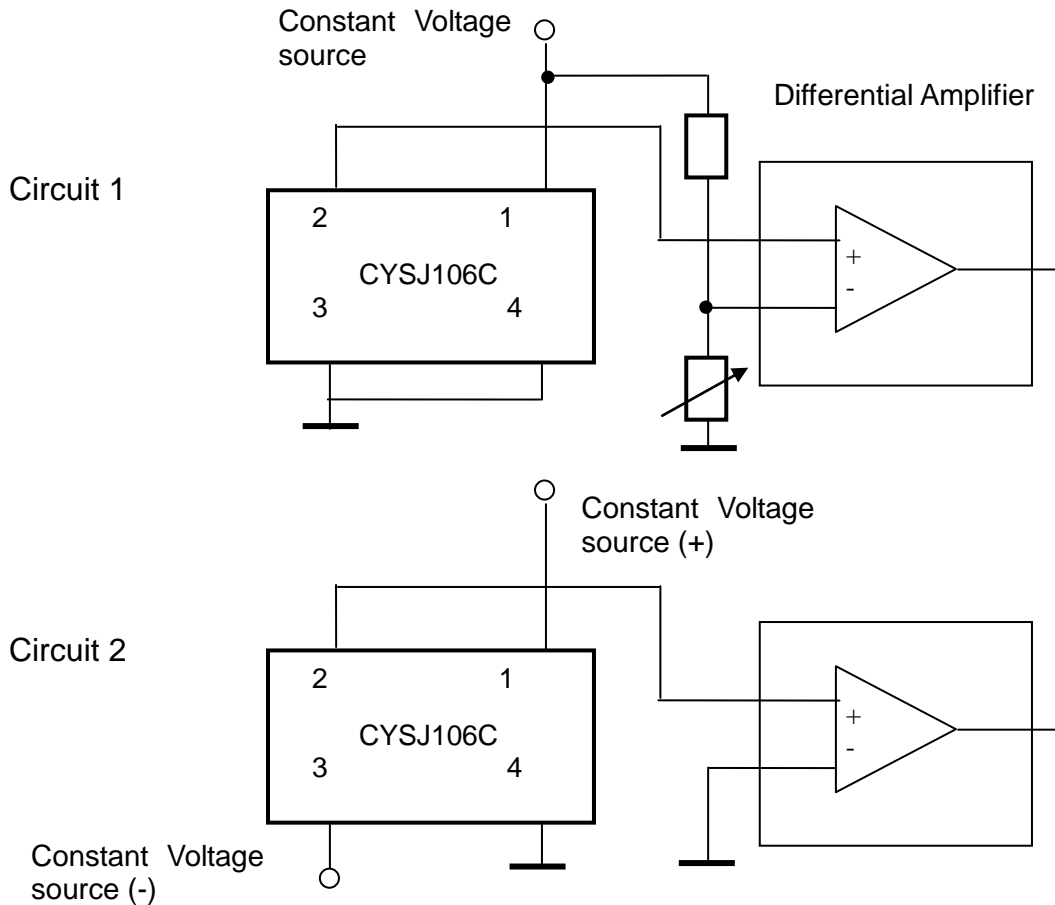 Constant Voltage
source
Differential Amplifier
Circuit 1
2 1
CYSJ106C
3 4
+
-
Constant Voltage
source (+)
Circuit 2
2 1
CYSJ106C
3 4
+
-
Constant Voltage
source (-)